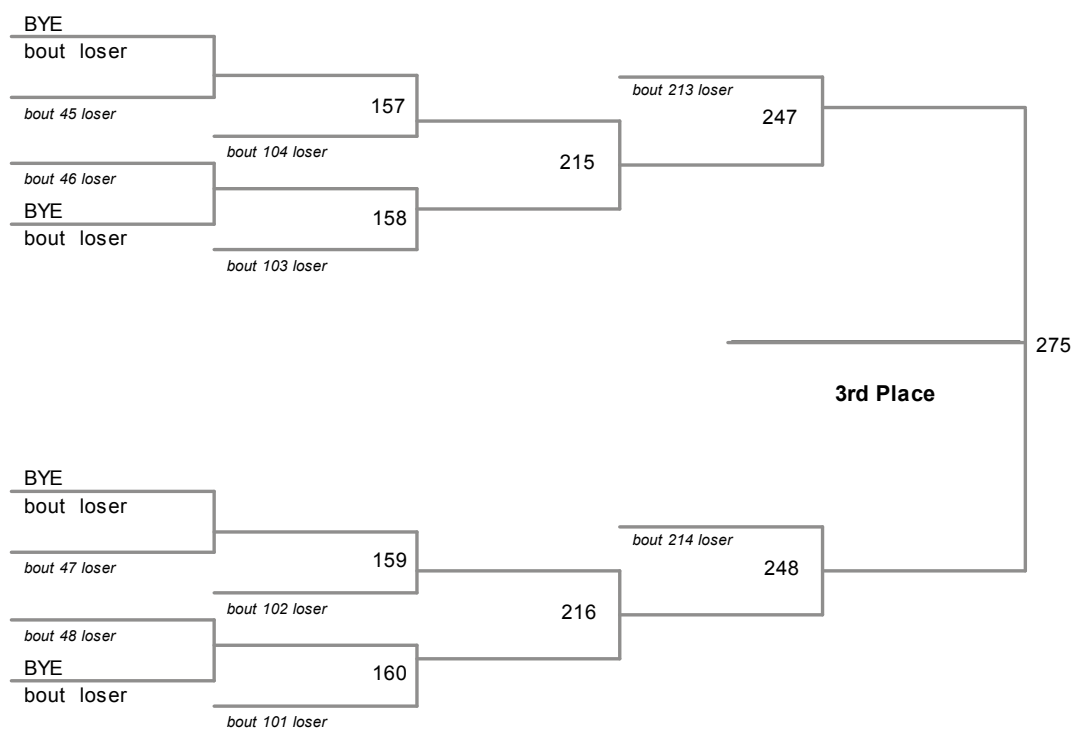 BYE
bout loser
bout 45 loser
157
bout 104 loser
bout 46 loser
BYE
bout loser
158
bout 103 loser
215
bout 213 loser
247
275
3rd Place
BYE
bout loser
bout 47 loser
159
bout 102 loser
bout 48 loser
BYE
bout loser
160
bout 101 loser
216
bout 214 loser
248